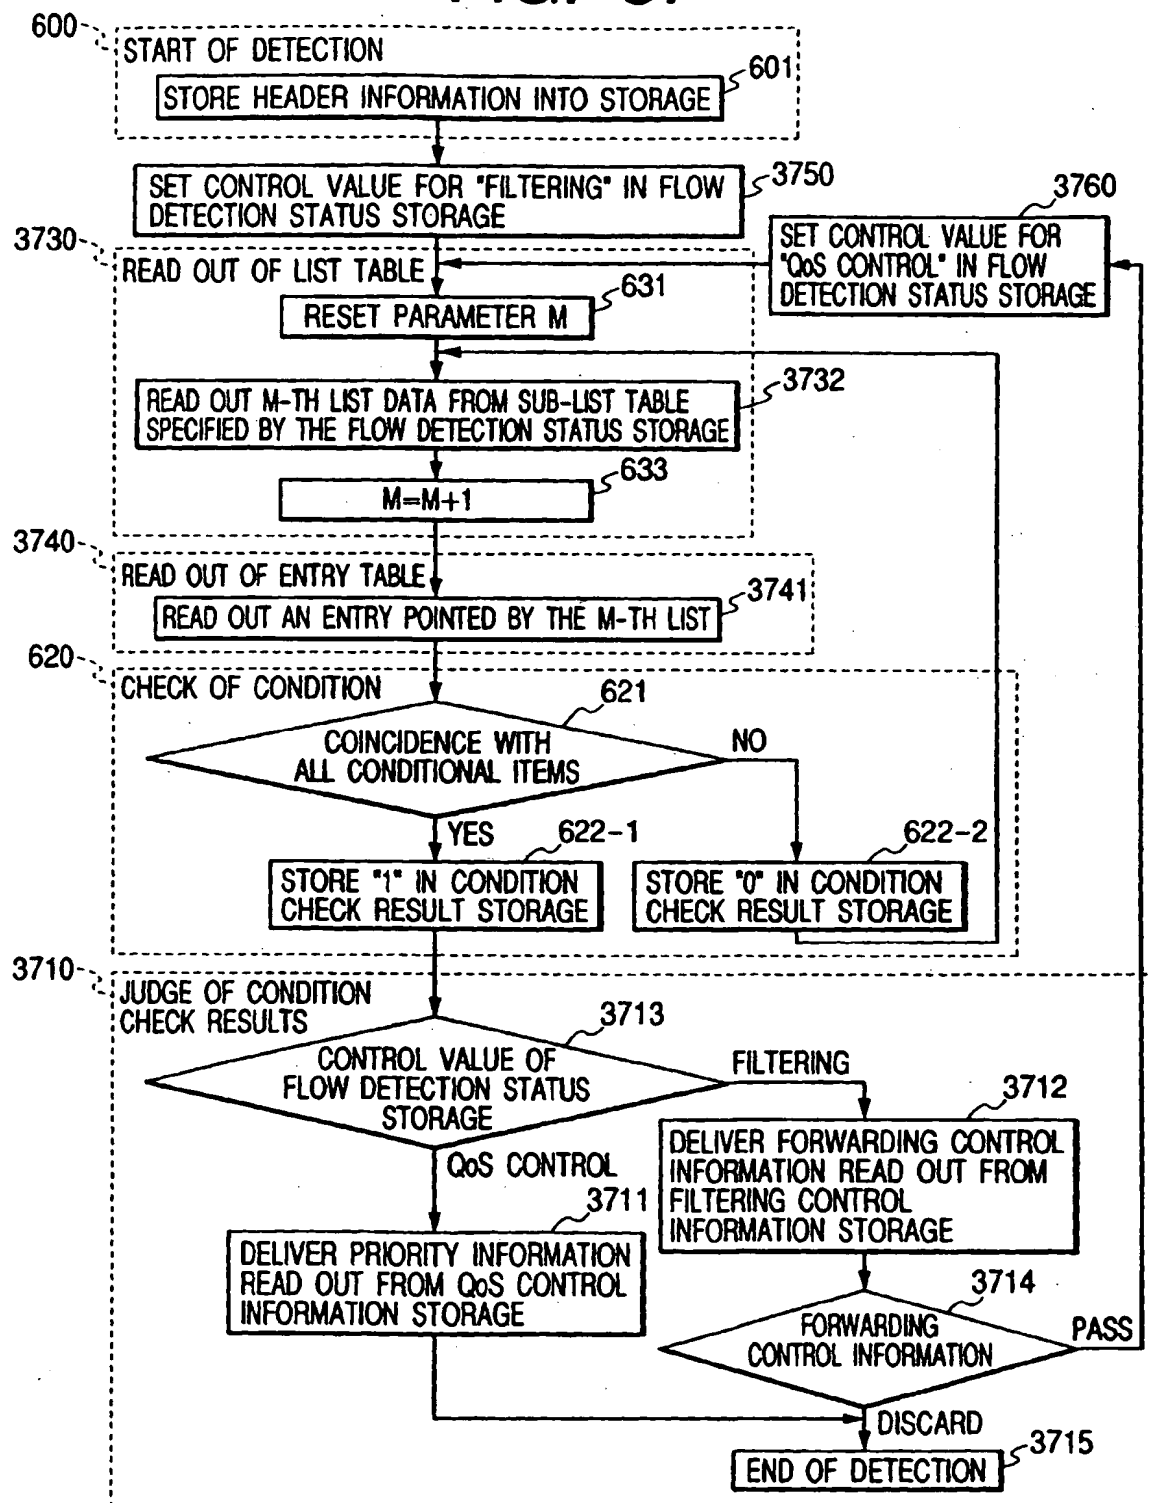 600
START OF DETECTION
601
STORE HEADER INFORMATION INTO STORAGE
3750
SET CONTROL VALUE FOR "FILTERING" IN FLOW
DETECTION STATUS STORAGE
3760
SET CONTROL VALUE FOR
"QoS CONTROL" IN FLOW
DETECTION STATUS STORAGE
3730
READ OUT OF LIST TABLE
631
RESET PARAMETER M
3732
READ OUT M-TH LIST DATA FROM SUB-LIST TABLE
SPECIFIED BY THE FLOW DETECTION STATUS STORAGE
633
M=M+1
3740
READ OUT OF ENTRY TABLE
3741
READ OUT AN ENTRY POINTED BY THE M-TH LIST
620
CHECK OF CONDITION
621
COINCIDENCE WITH
ALL CONDITIONAL ITEMS
NO
YES
622-1
STORE "1" IN CONDITION
CHECK RESULT STORAGE
622-2
STORE "0" IN CONDITION
CHECK RESULT STORAGE
3710
JUDGE OF CONDITION
CHECK RESULTS
3713
CONTROL VALUE OF
FLOW DETECTION STATUS
STORAGE
FILTERING
3712
DELIVER FORWARDING CONTROL
INFORMATION READ OUT FROM
FILTERING CONTROL
INFORMATION STORAGE
QoS CONTROL
3711
DELIVER PRIORITY INFORMATION
READ OUT FROM QoS CONTROL
INFORMATION STORAGE
3714
FORWARDING
CONTROL INFORMATION
PASS
DISCARD
3715
END OF DETECTION